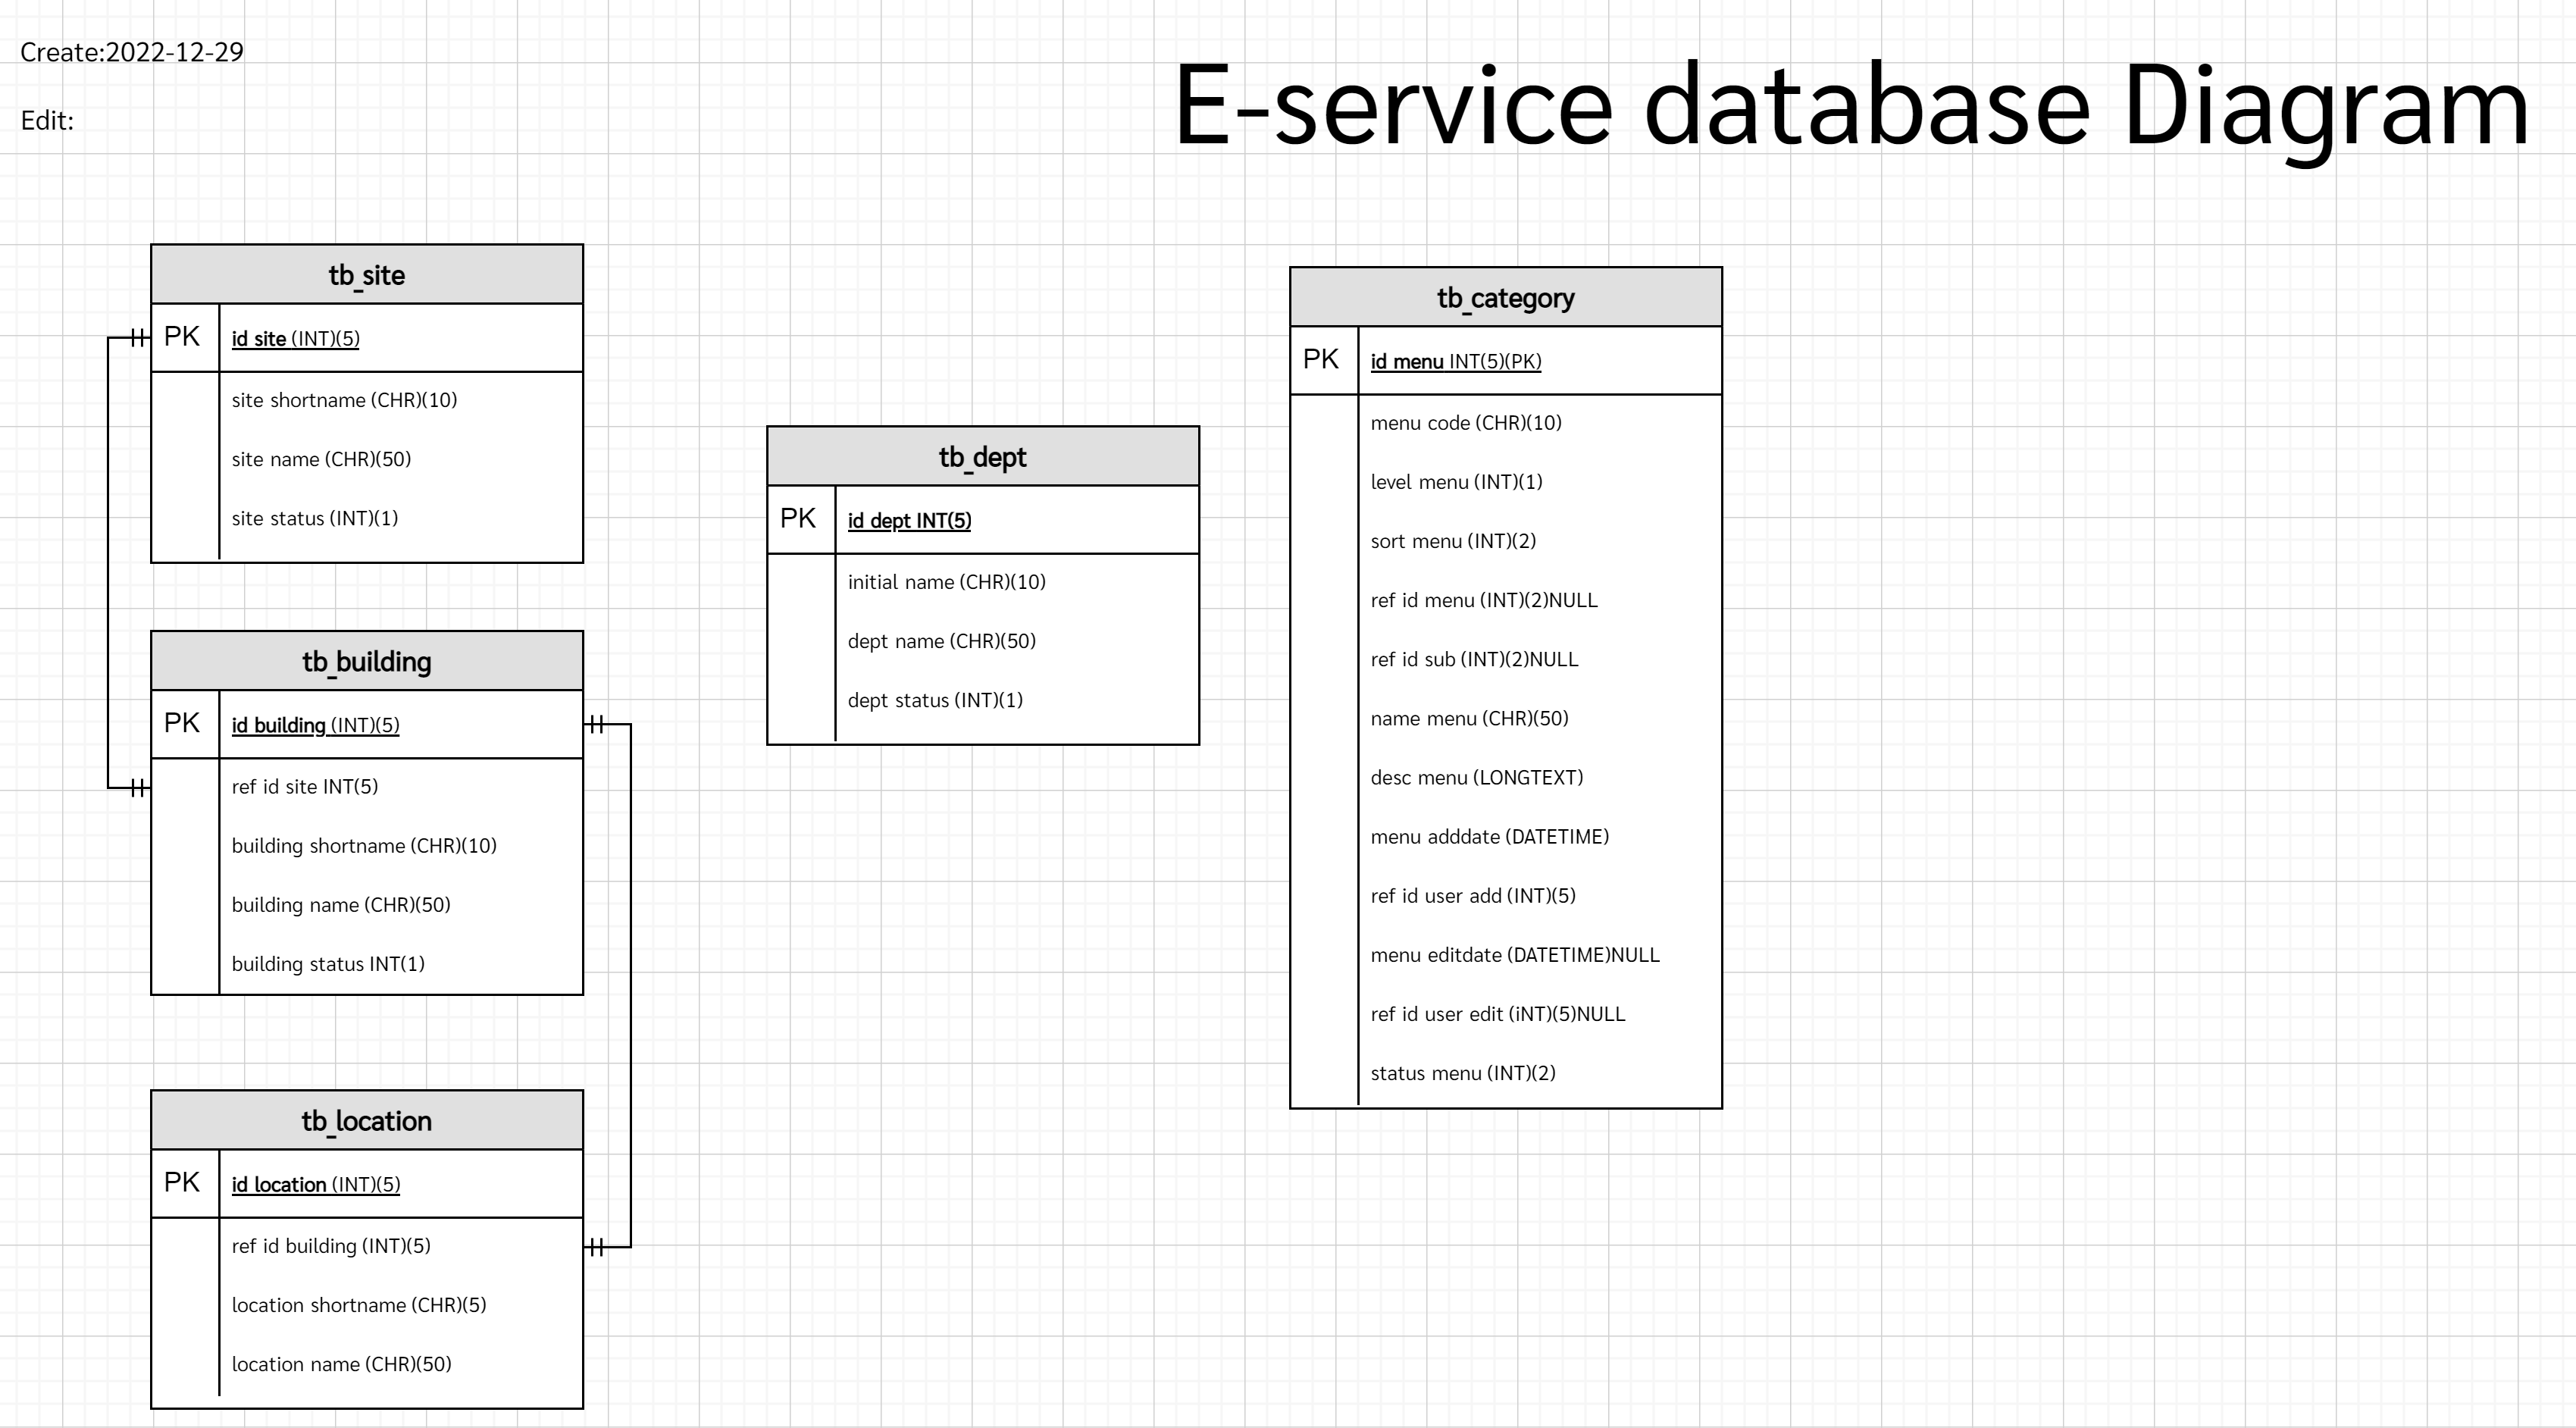 Create:2022-12-29
Edit:
E-service database Diagram
tb_site
PK
id site (INT)(5)
site shortname (CHR)(10)
site name (CHR)(50)
site status (INT)(1)
tb_building
PK
id building (INT)(5)
ref id site INT(5)
building shortname (CHR)(10)
building name (CHR)(50)
building status INT(1)
tb_location
PK
id location (INT)(5)
ref id building (INT)(5)
location shortname (CHR)(5)
location name (CHR)(50)
tb_dept
PK
id dept INT(5)
initial name (CHR)(10)
dept name (CHR)(50)
dept status (INT)(1)
tb_category
PK
id menu INT(5)(PK)
menu code (CHR)(10)
level menu (INT)(1)
sort menu (INT)(2)
ref id menu (INT)(2)NULL
ref id sub (INT)(2)NULL
name menu (CHR)(50)
desc menu (LONGTEXT)
menu adddate (DATETIME)
ref id user add (INT)(5)
menu editdate (DATETIME)NULL
ref id user edit (iNT)(5)NULL
status menu (INT)(2)